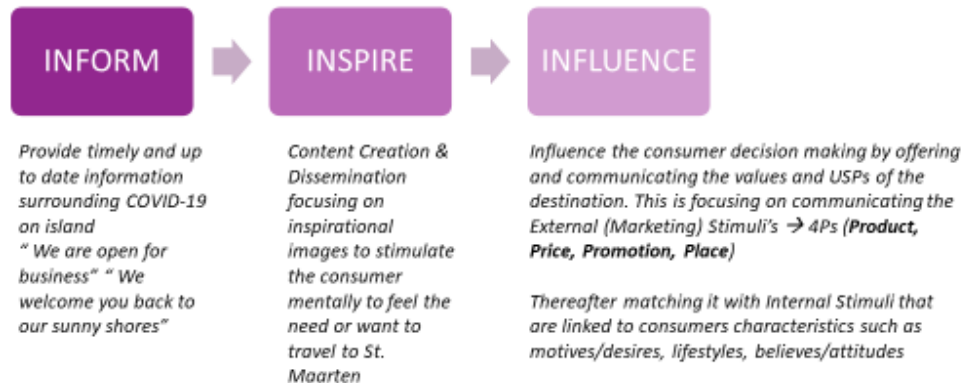 INFORM
INSPIRE
INFLUENCE
Provide timely and up
to date information
surrounding COVID-19
on island
“ We are open for
business” “ We
welcome you back to
our sunny shores”
Content Creation &
Dissemination
focusing on
inspirational
images to stimulate
the consumer
mentally to feel the
need or want to
travel to St.
Maarten
Influence the consumer decision making by offering
and communicating the values and USPs of the
destination. This is focusing on communicating the
External (Marketing) Stimuli’s → 4Ps (Product,
Price, Promotion, Place)
Thereafter matching it with Internal Stimuli that
are linked to consumers characteristics such as
motives/desires, lifestyles, believes/attitudes